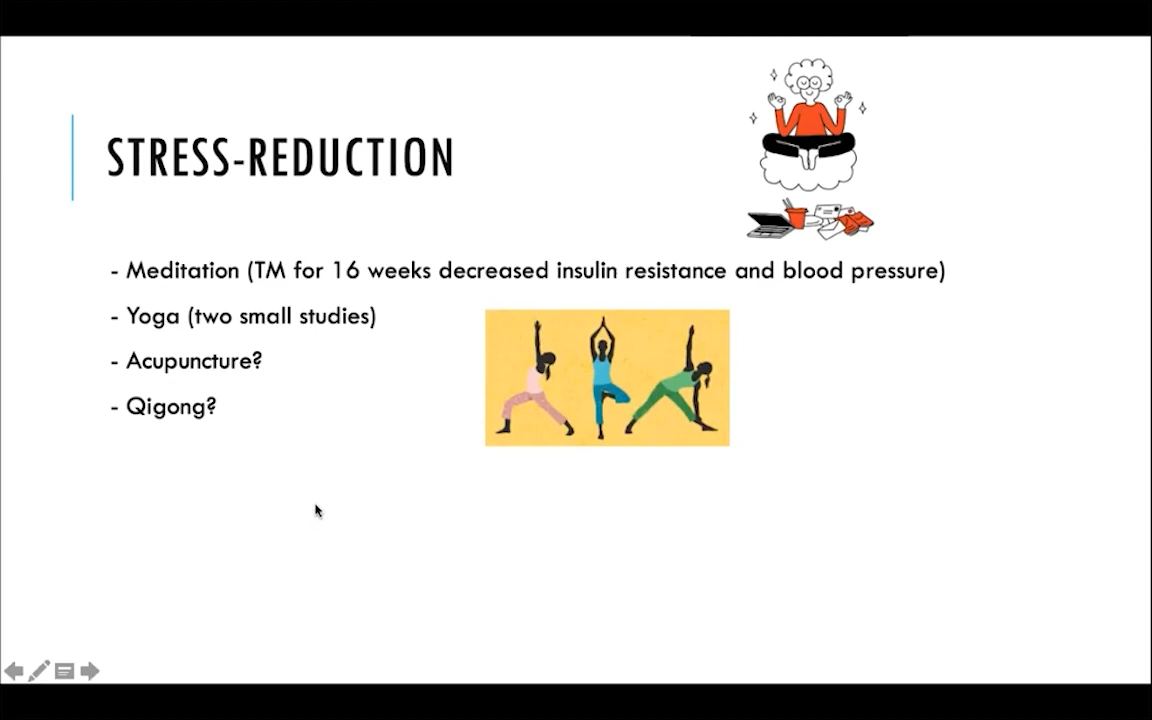 STRESS-REDUCTION
- Meditation (TM for 16 weeks decreased insulin resistance and blood pressure)
- Yoga (two small studies)
- Acupuncture?
- Qigong?